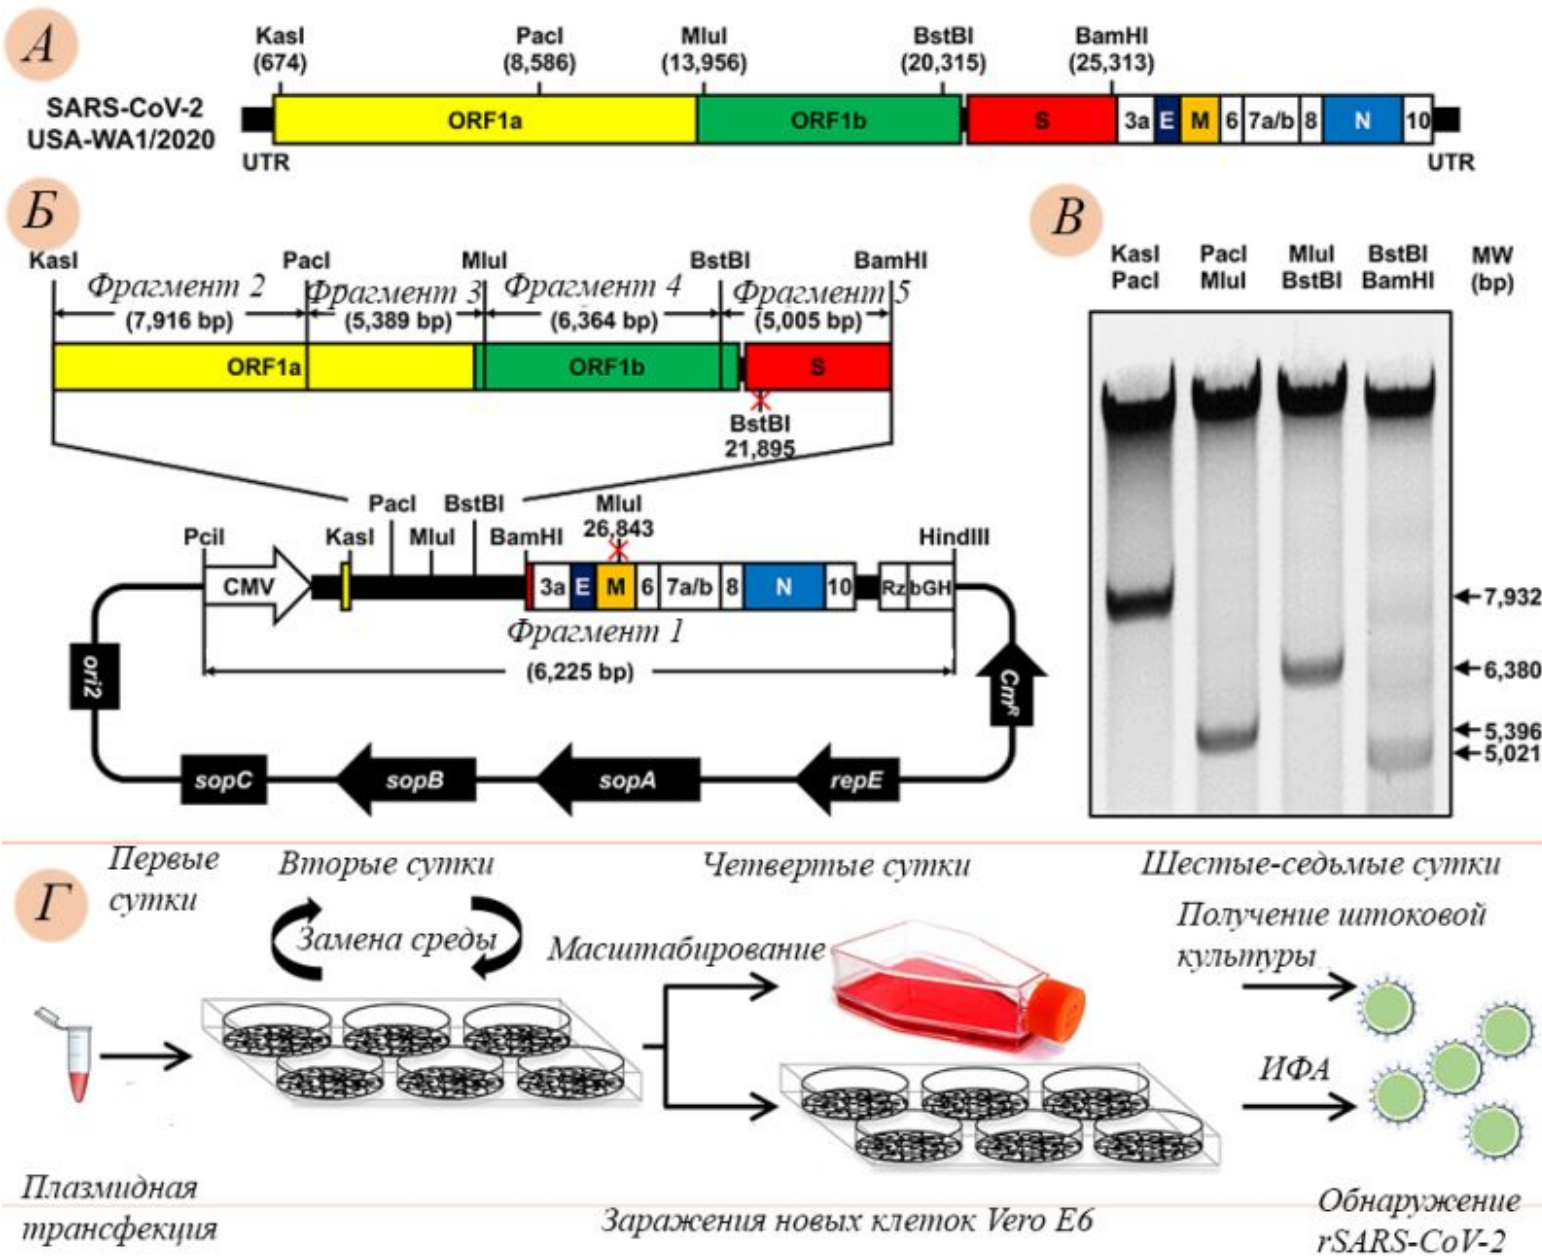 А
KasI
(674)
PacI
(8,586)
MluI
(13,956)
BstBI
(20,315)
BamHI
(25,313)
SARS-CoV-2
USA-WA1/2020
ORF1a
ORF1b
S
3a
E
M
6
7a/b
8
N
10
UTR
UTR
Б
KasI
PacI
MluI
BstBI
BamHI
Фрагмент 2
(7,916 bp)
Фрагмент 3
(5,389 bp)
Фрагмент 4
(6,364 bp)
Фрагмент 5
(5,005 bp)
ORF1a
ORF1b
S
BstBI
21,895
PciI
KasI
PacI
MluI
BstBI
BamHI
MluI
26,843
HindIII
CMV
3a
E
M
6
7a/b
8
N
10
Rz
bGH
Фрагмент 1
(6,225 bp)
ori2
Cmᴿ
sopC
sopB
sopA
repE
В
KasI
PacI
PacI
MluI
MluI
BstBI
BstBI
BamHI
MW
(bp)
7,932
6,380
5,396
5,021
Г
Первые
сутки
Вторые сутки
Четвертые сутки
Шестые-седьмые сутки
Замена среды
Масштабирование
Получение штоковой
культуры
ИФА
Плазмидная
трансфекция
Заражения новых клеток Vero E6
Обнаружение
rSARS-CoV-2